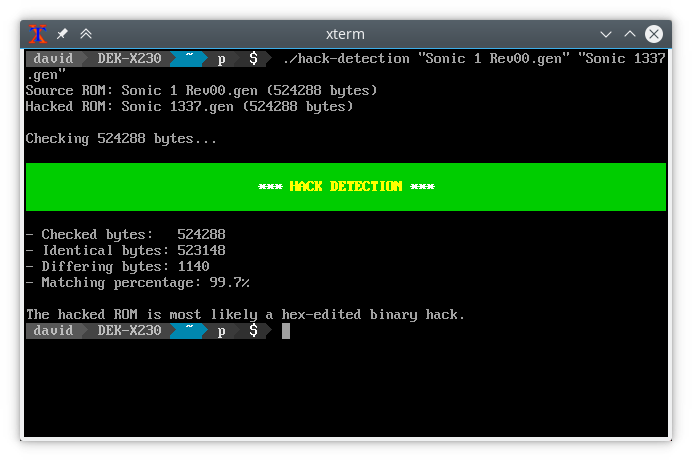 xterm
david DEK-X230 ~ p $ ./hack-detection "Sonic 1 Rev00.gen" "Sonic 1337
.gen"
Source ROM: Sonic 1 Rev00.gen (524288 bytes)
Hacked ROM: Sonic 1337.gen (524288 bytes)
Checking 524288 bytes...
*** HACK DETECTION ***
- Checked bytes: 524288
- Identical bytes: 523148
- Differing bytes: 1140
- Matching percentage: 99.7%
The hacked ROM is most likely a hex-edited binary hack.
david DEK-X230 ~ p $